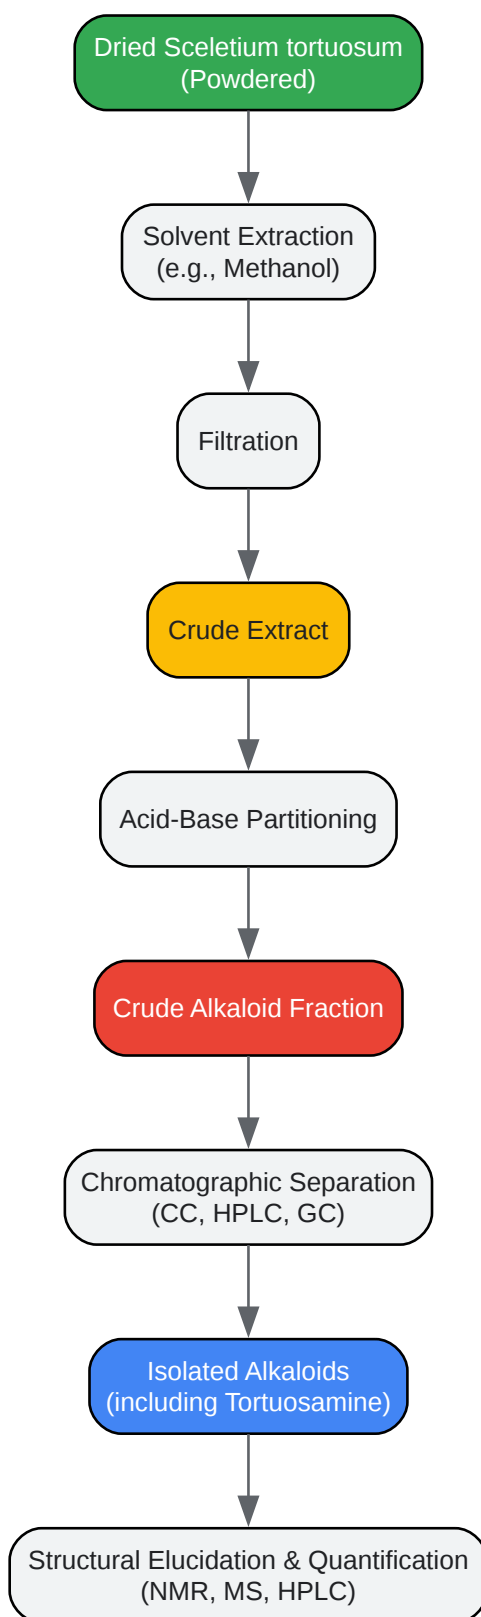 Dried Sceletium tortuosum
(Powdered)
Solvent Extraction
(e.g., Methanol)
Filtration
Crude Extract
Acid-Base Partitioning
Crude Alkaloid Fraction
Chromatographic Separation
(CC, HPLC, GC)
Isolated Alkaloids
(including Tortuosamine)
Structural Elucidation & Quantification
(NMR, MS, HPLC)